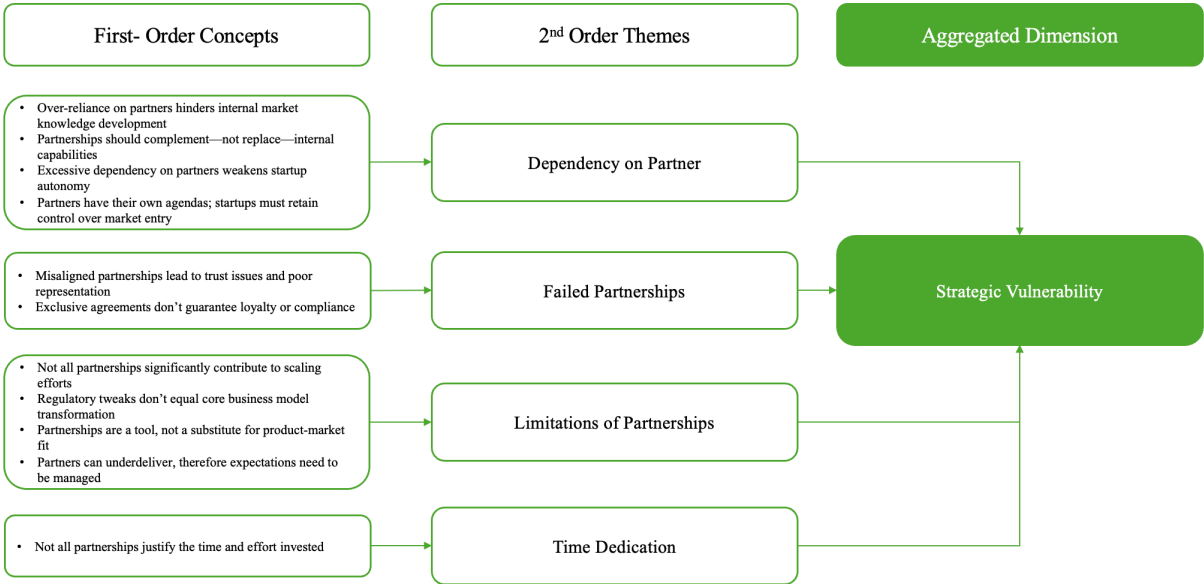 First- Order Concepts
2nd Order Themes
Aggregated Dimension
• Over-reliance on partners hinders internal market
knowledge development
• Partnerships should complement—not replace—internal
capabilities
• Excessive dependency on partners weakens startup
autonomy
• Partners have their own agendas; startups must retain
control over market entry
Dependency on Partner
• Misaligned partnerships lead to trust issues and poor
representation
• Exclusive agreements don’t guarantee loyalty or compliance
Failed Partnerships
Strategic Vulnerability
• Not all partnerships significantly contribute to scaling
efforts
• Regulatory tweaks don’t equal core business model
transformation
• Partnerships are a tool, not a substitute for product-market
fit
• Partners can underdeliver, therefore expectations need to
be managed
Limitations of Partnerships
• Not all partnerships justify the time and effort invested
Time Dedication